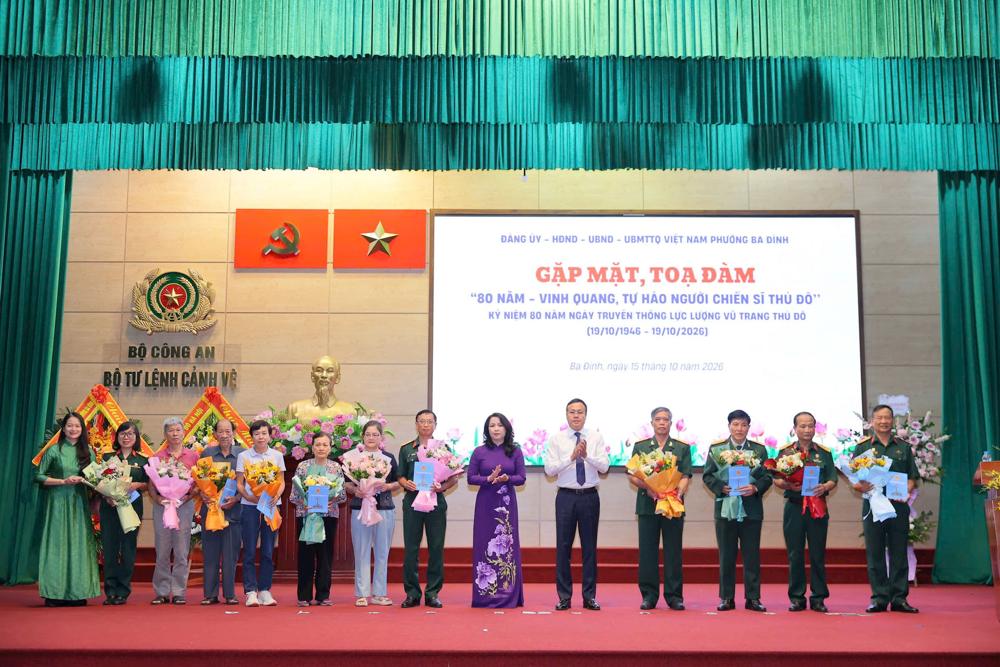 ĐẢNG ỦY – HĐND – UBND – UBMTTQ VIỆT NAM PHƯỜNG BA ĐÌNH
GẶP MẶT, TOẠ ĐÀM
“80 NĂM – VINH QUANG, TỰ HÀO NGƯỜI CHIẾN SĨ THỦ ĐÔ”
KỶ NIỆM 80 NĂM NGÀY TRUYỀN THỐNG LỰC LƯỢNG VŨ TRANG THỦ ĐÔ
(19/10/1946 - 19/10/2026)
Ba Đình, ngày 15 tháng 10 năm 2026
BỘ CÔNG AN
BỘ TƯ LỆNH CẢNH VỆ